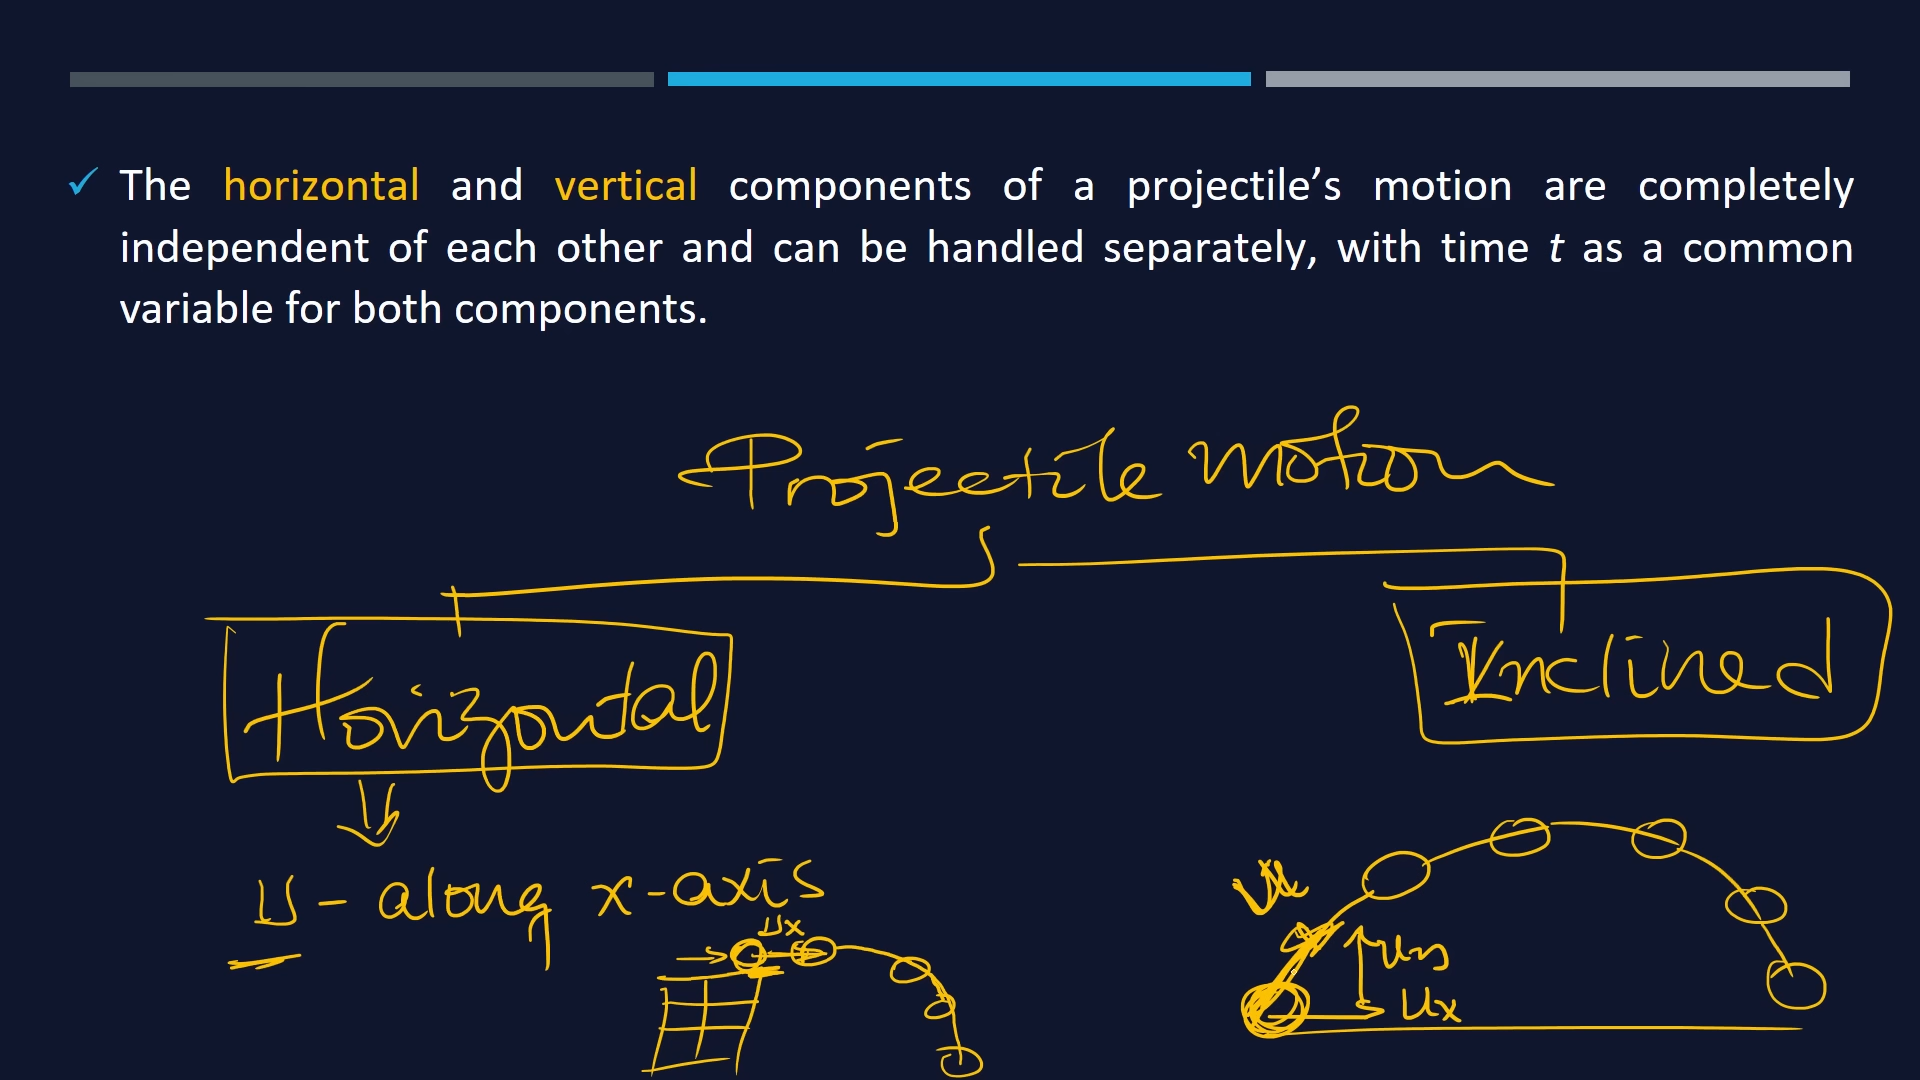 ✓ The horizontal and vertical components of a projectile’s motion are completely
independent of each other and can be handled separately, with time t as a common
variable for both components.
Projectile motion
Horizontal
Inclined
u - along x-axis
ux
ux